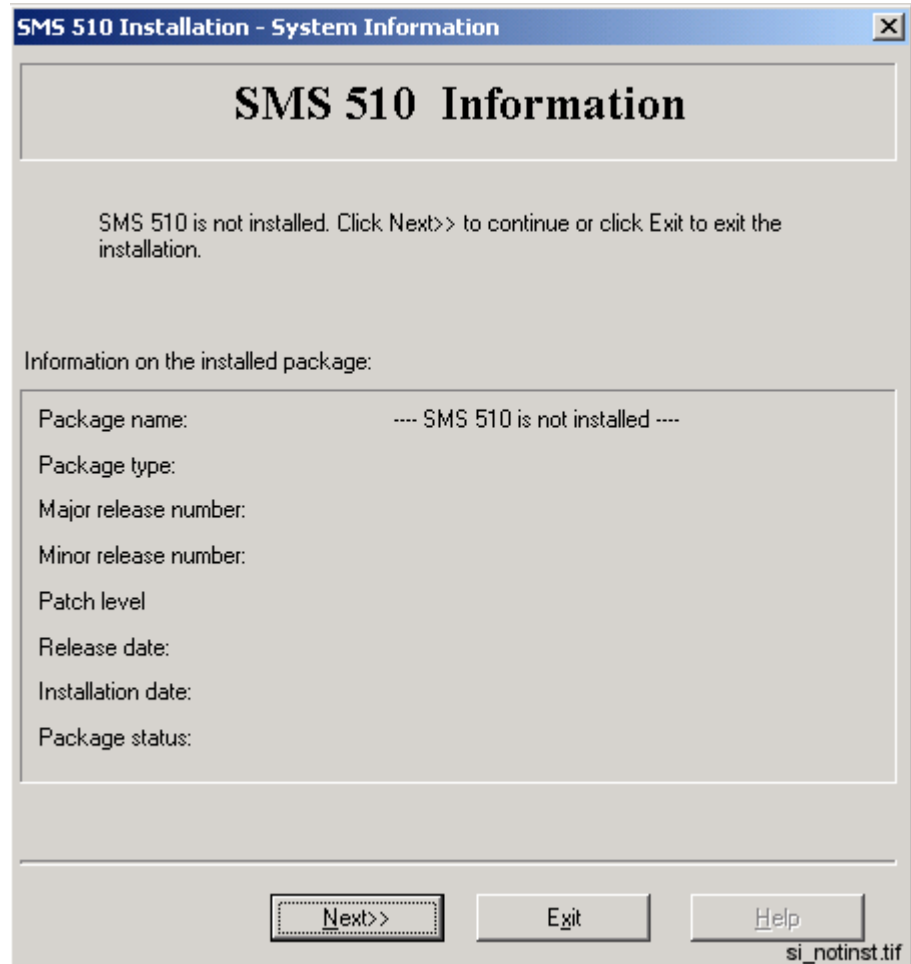 SMS 510 Installation - System Information
SMS 510 Information
SMS 510 is not installed. Click Next>> to continue or click Exit to exit the
installation.
Information on the installed package:
Package name: ---- SMS 510 is not installed ----
Package type:
Major release number:
Minor release number:
Patch level
Release date:
Installation date:
Package status:
Next>> Exit Help
si_notinst.tif